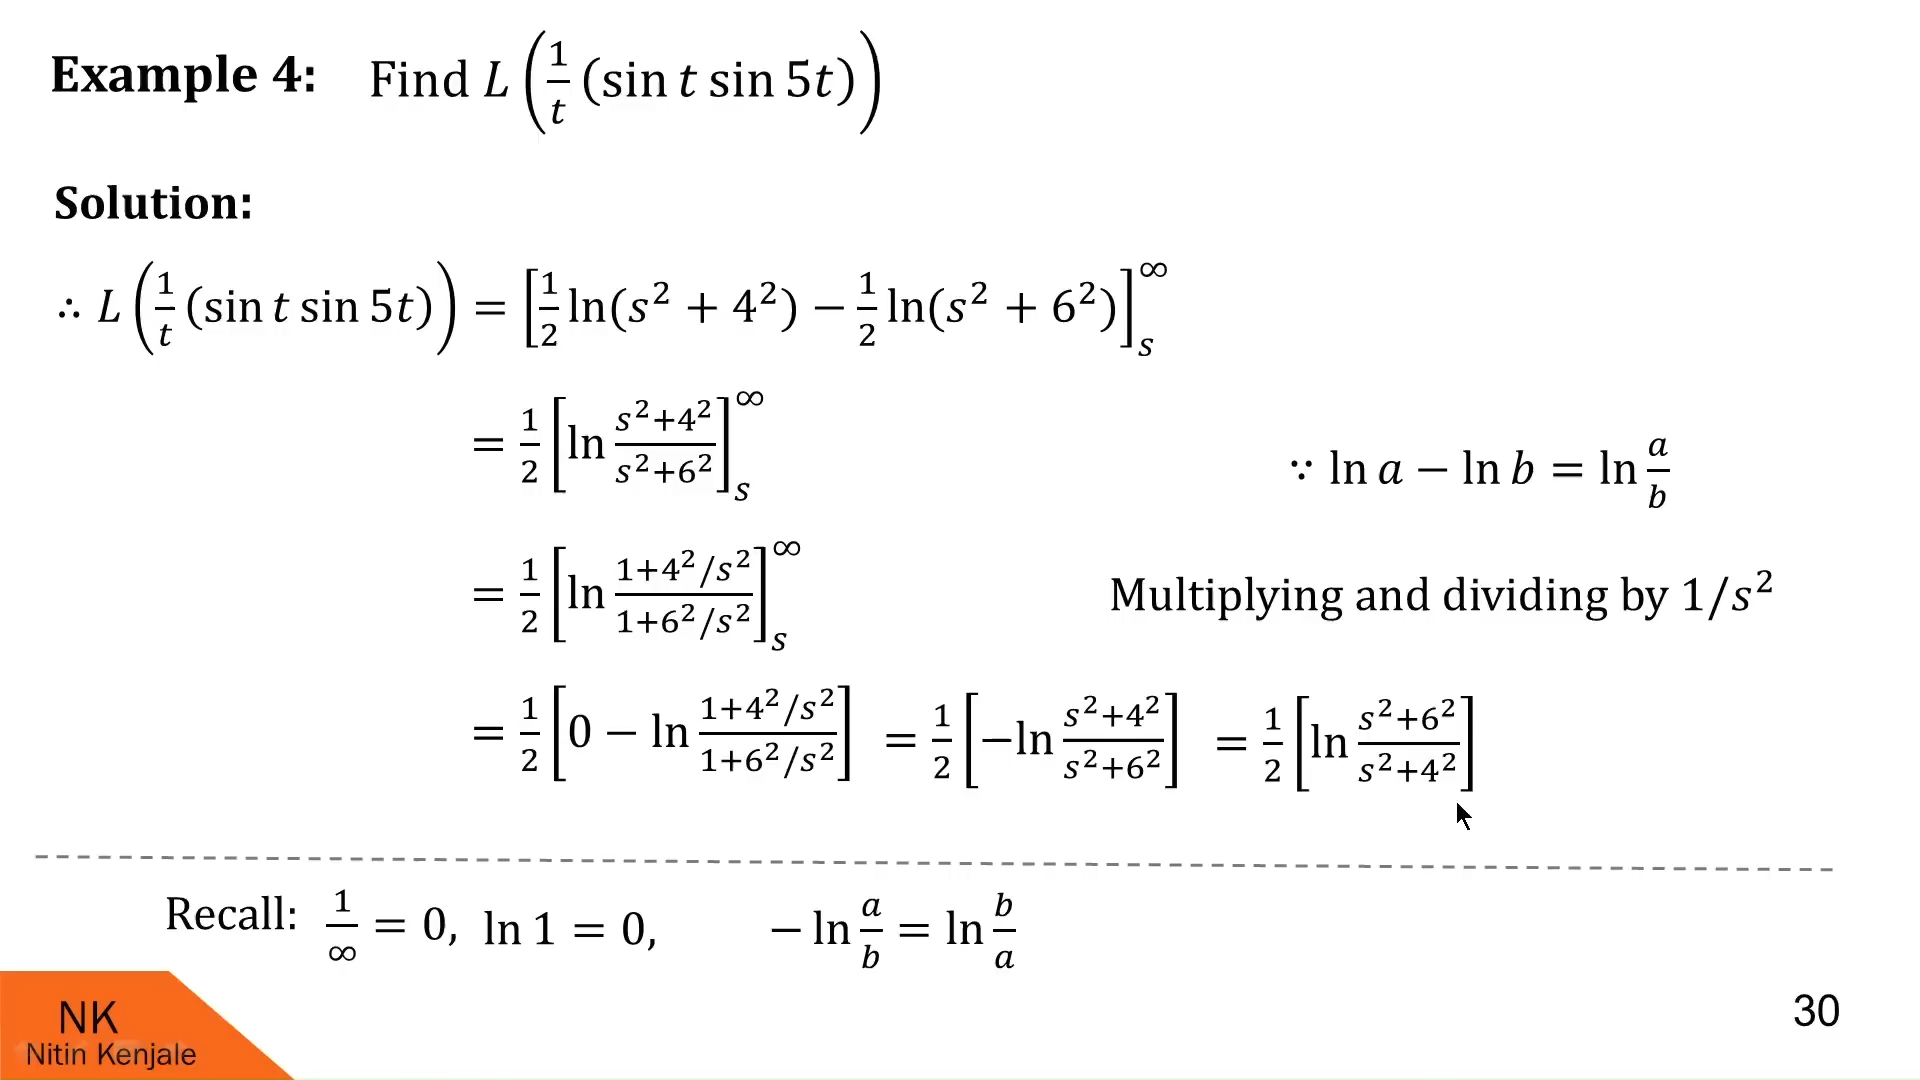 Example 4: Find L(1/t (sin t sin 5t))
Solution:
∴ L(1/t (sin t sin 5t)) = [1/2 ln(s² + 4²) − 1/2 ln(s² + 6²)]ₛ^∞
= 1/2 [ln (s²+4²)/(s²+6²)]ₛ^∞
∵ ln a − ln b = ln a/b
= 1/2 [ln (1+4²/s²)/(1+6²/s²)]ₛ^∞ Multiplying and dividing by 1/s²
= 1/2 [0 − ln (1+4²/s²)/(1+6²/s²)] = 1/2 [−ln (s²+4²)/(s²+6²)] = 1/2 [ln (s²+6²)/(s²+4²)]
Recall: 1/∞ = 0, ln 1 = 0, − ln a/b = ln b/a
NK
Nitin Kenjale
30